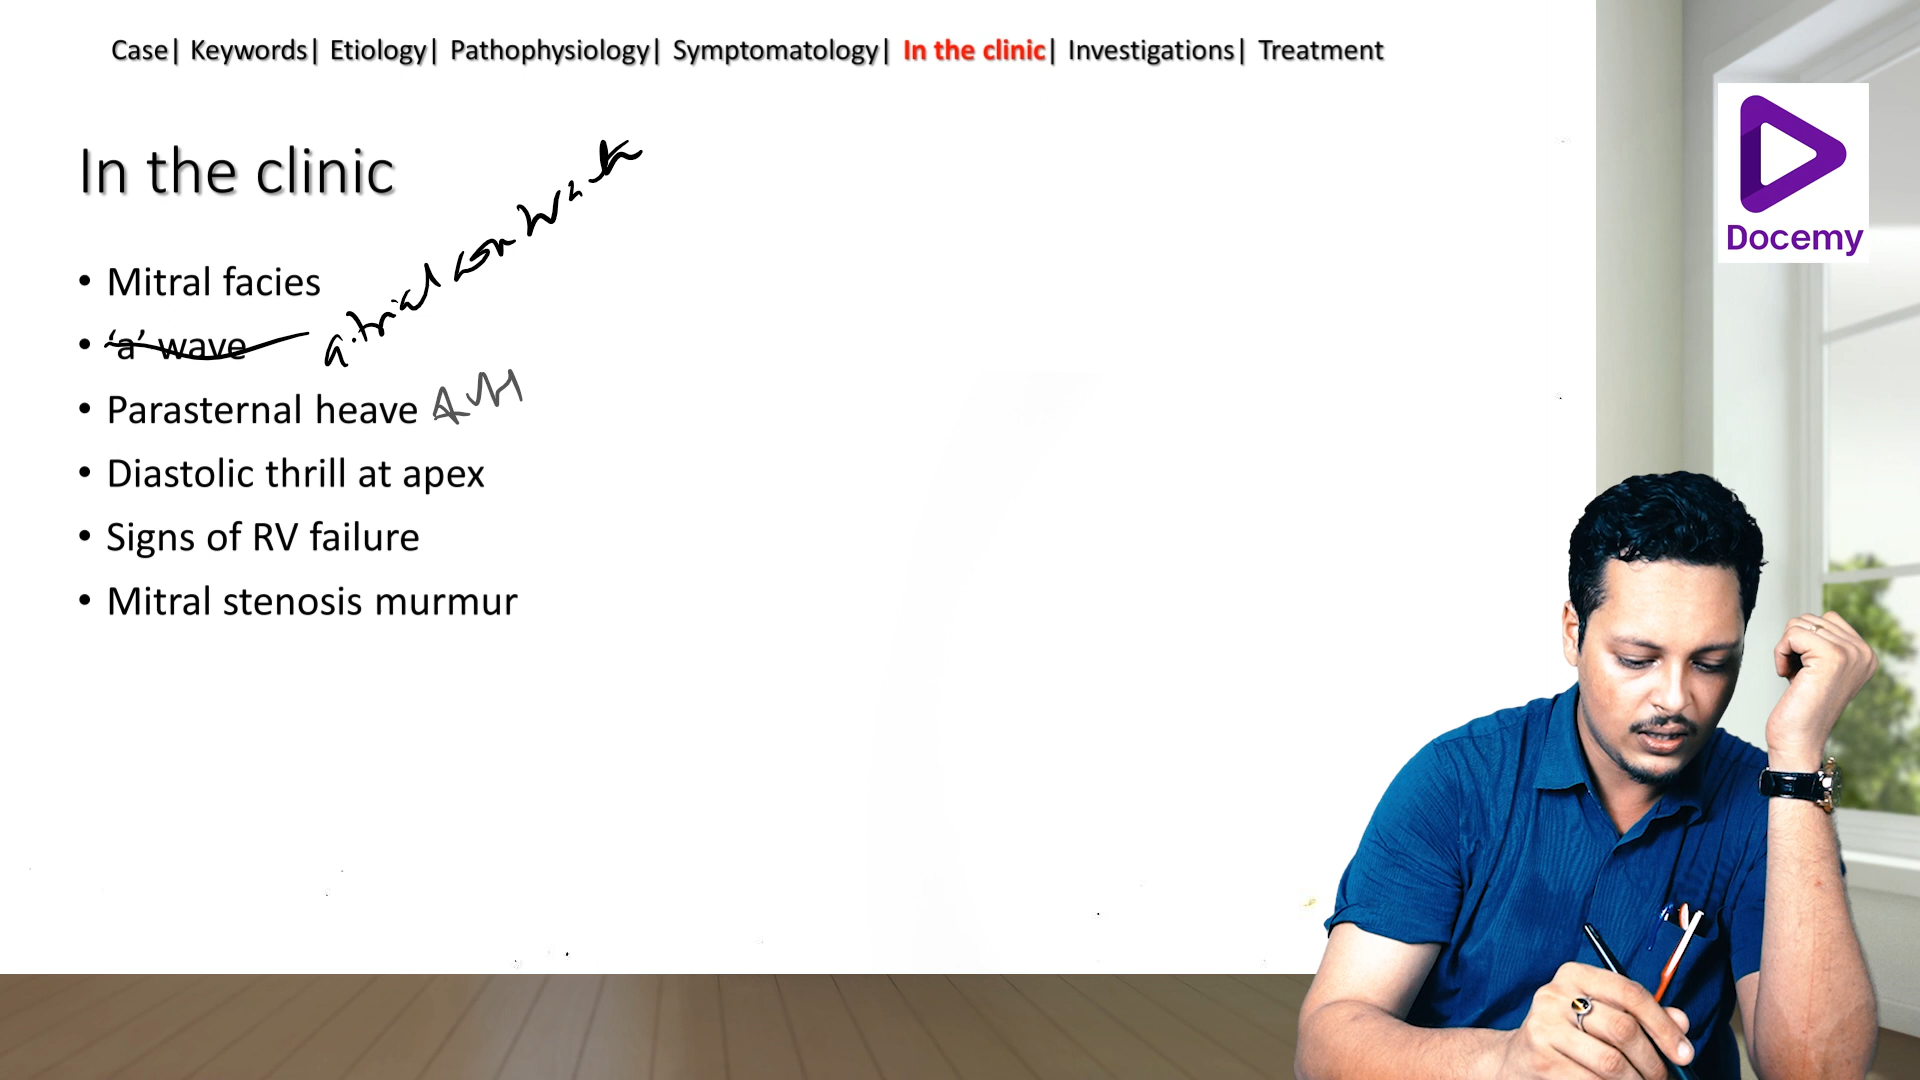 Case| Keywords| Etiology| Pathophysiology| Symptomatology| In the clinic| Investigations| Treatment
Docemy
In the clinic
• Mitral facies
• ‘a’ wave atrial
• Parasternal heave
• Diastolic thrill at apex
• Signs of RV failure
• Mitral stenosis murmur